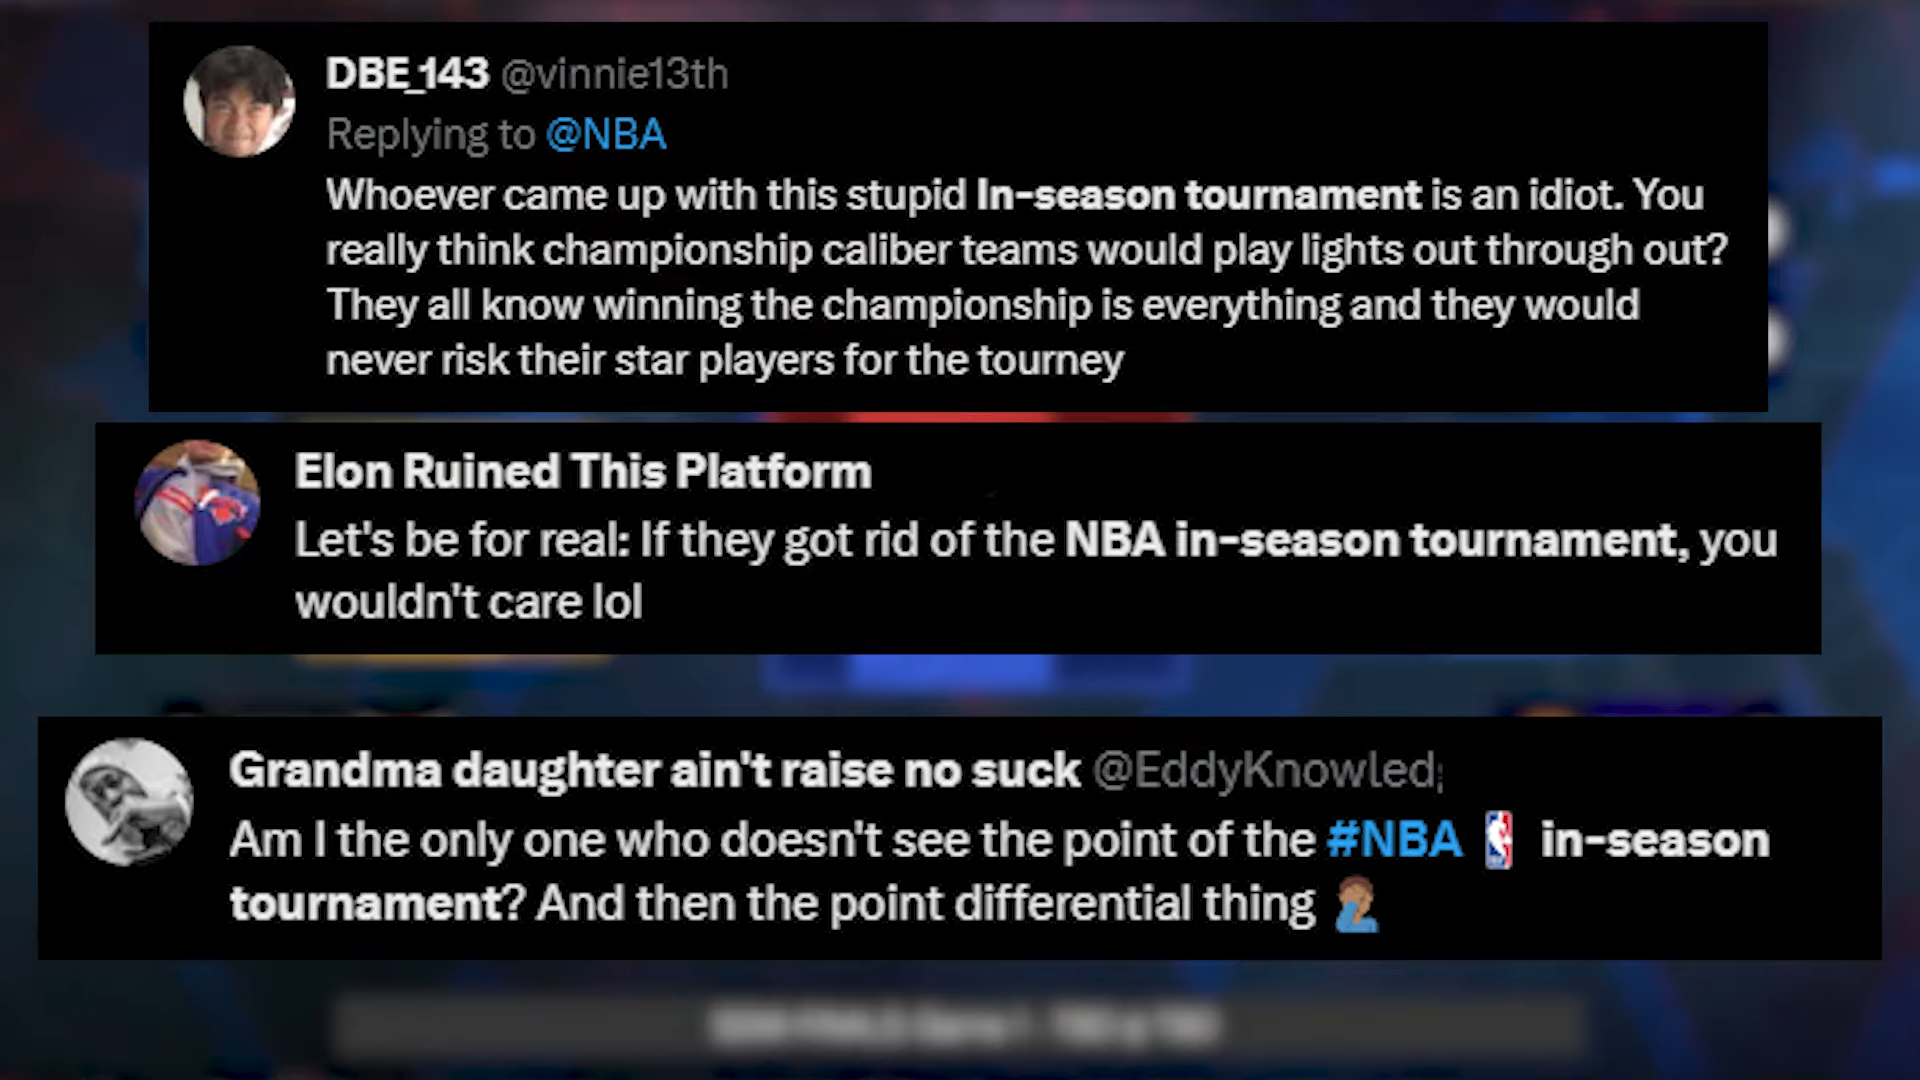 DBE_143 @vinnie13th
Replying to @NBA
Whoever came up with this stupid In-season tournament is an idiot. You
really think championship caliber teams would play lights out through out?
They all know winning the championship is everything and they would
never risk their star players for the tourney
Elon Ruined This Platform
Let's be for real: If they got rid of the NBA in-season tournament, you
wouldn't care lol
Grandma daughter ain't raise no suck @EddyKnowled
Am I the only one who doesn't see the point of the #NBA in-season
tournament? And then the point differential thing 🤦🏽‍♂️